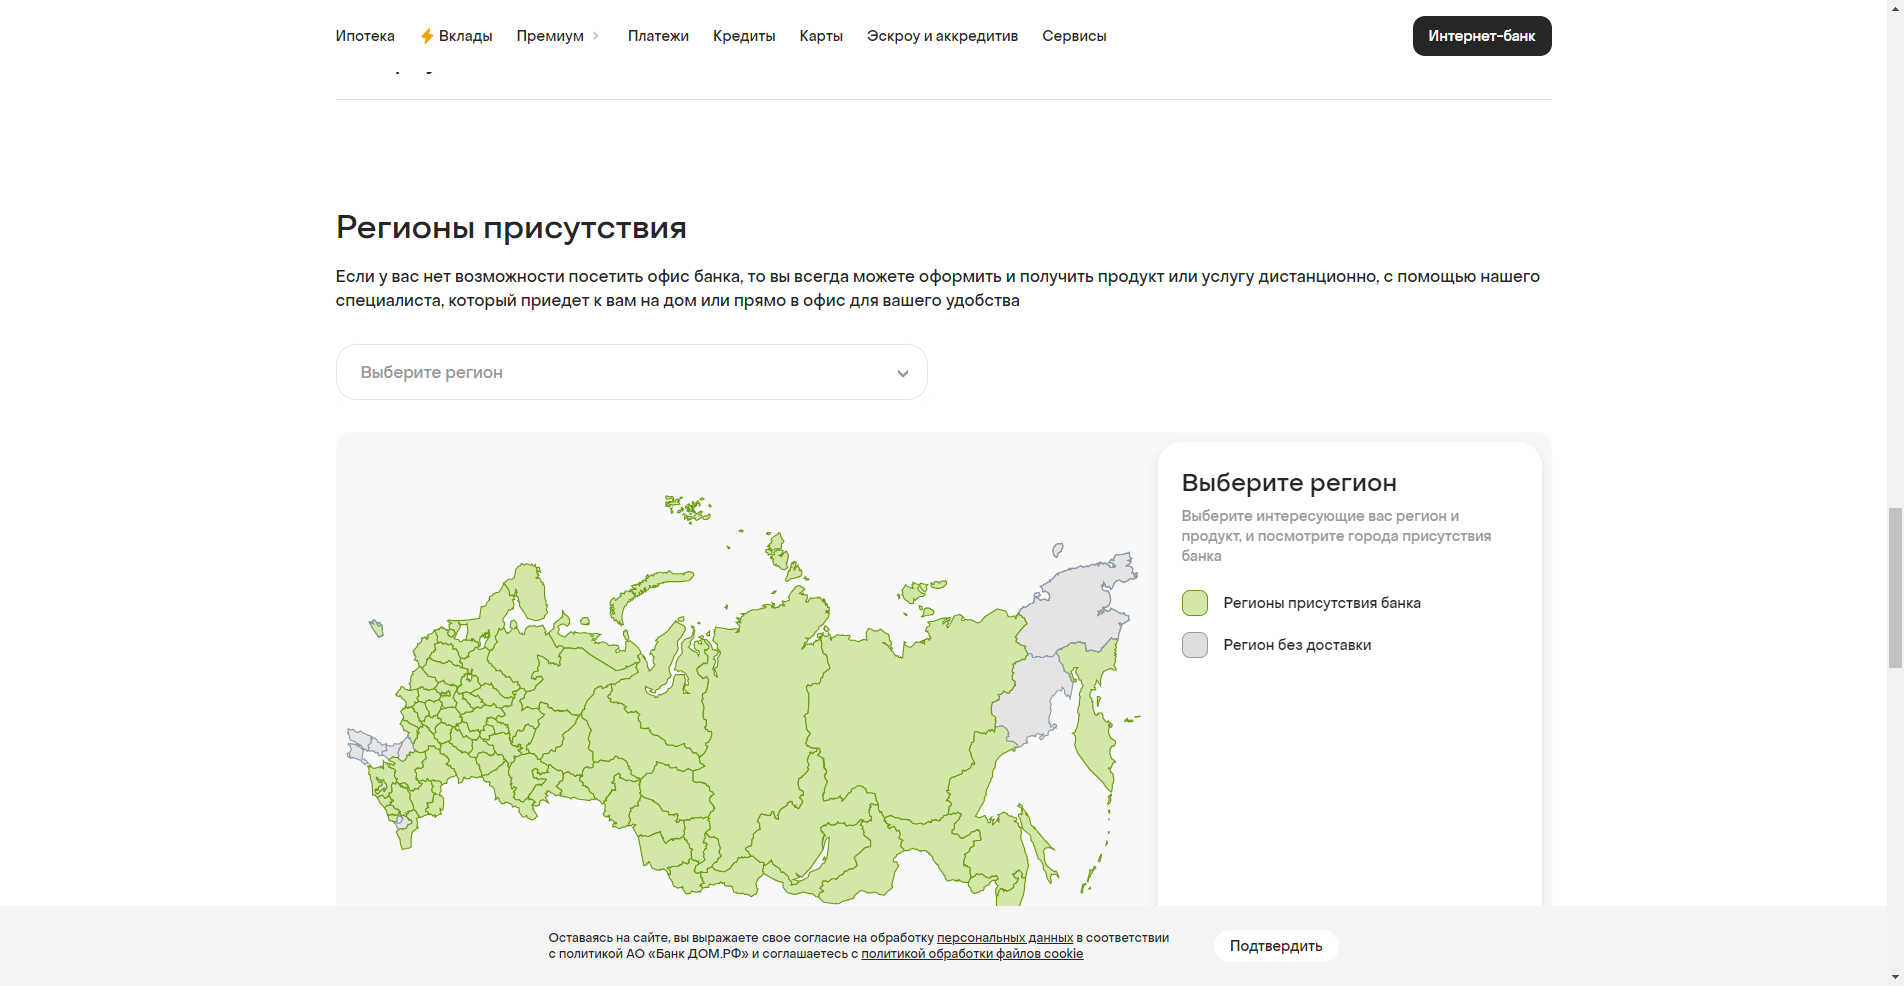 Ипотека
Вклады
Премиум
Платежи
Кредиты
Карты
Эскроу и аккредитив
Сервисы
Интернет-банк
Регионы присутствия
Если у вас нет возможности посетить офис банка, то вы всегда можете оформить и получить продукт или услугу дистанционно, с помощью нашего
специалиста, который приедет к вам на дом или прямо в офис для вашего удобства
Выберите регион
Выберите регион
Выберите интересующие вас регион и
продукт, и посмотрите города присутствия
банка
Регионы присутствия банка
Регион без доставки
Оставаясь на сайте, вы выражаете свое согласие на обработку персональных данных в соответствии
с политикой АО «Банк ДОМ.РФ» и соглашаетесь с политикой обработки файлов cookie
Подтвердить